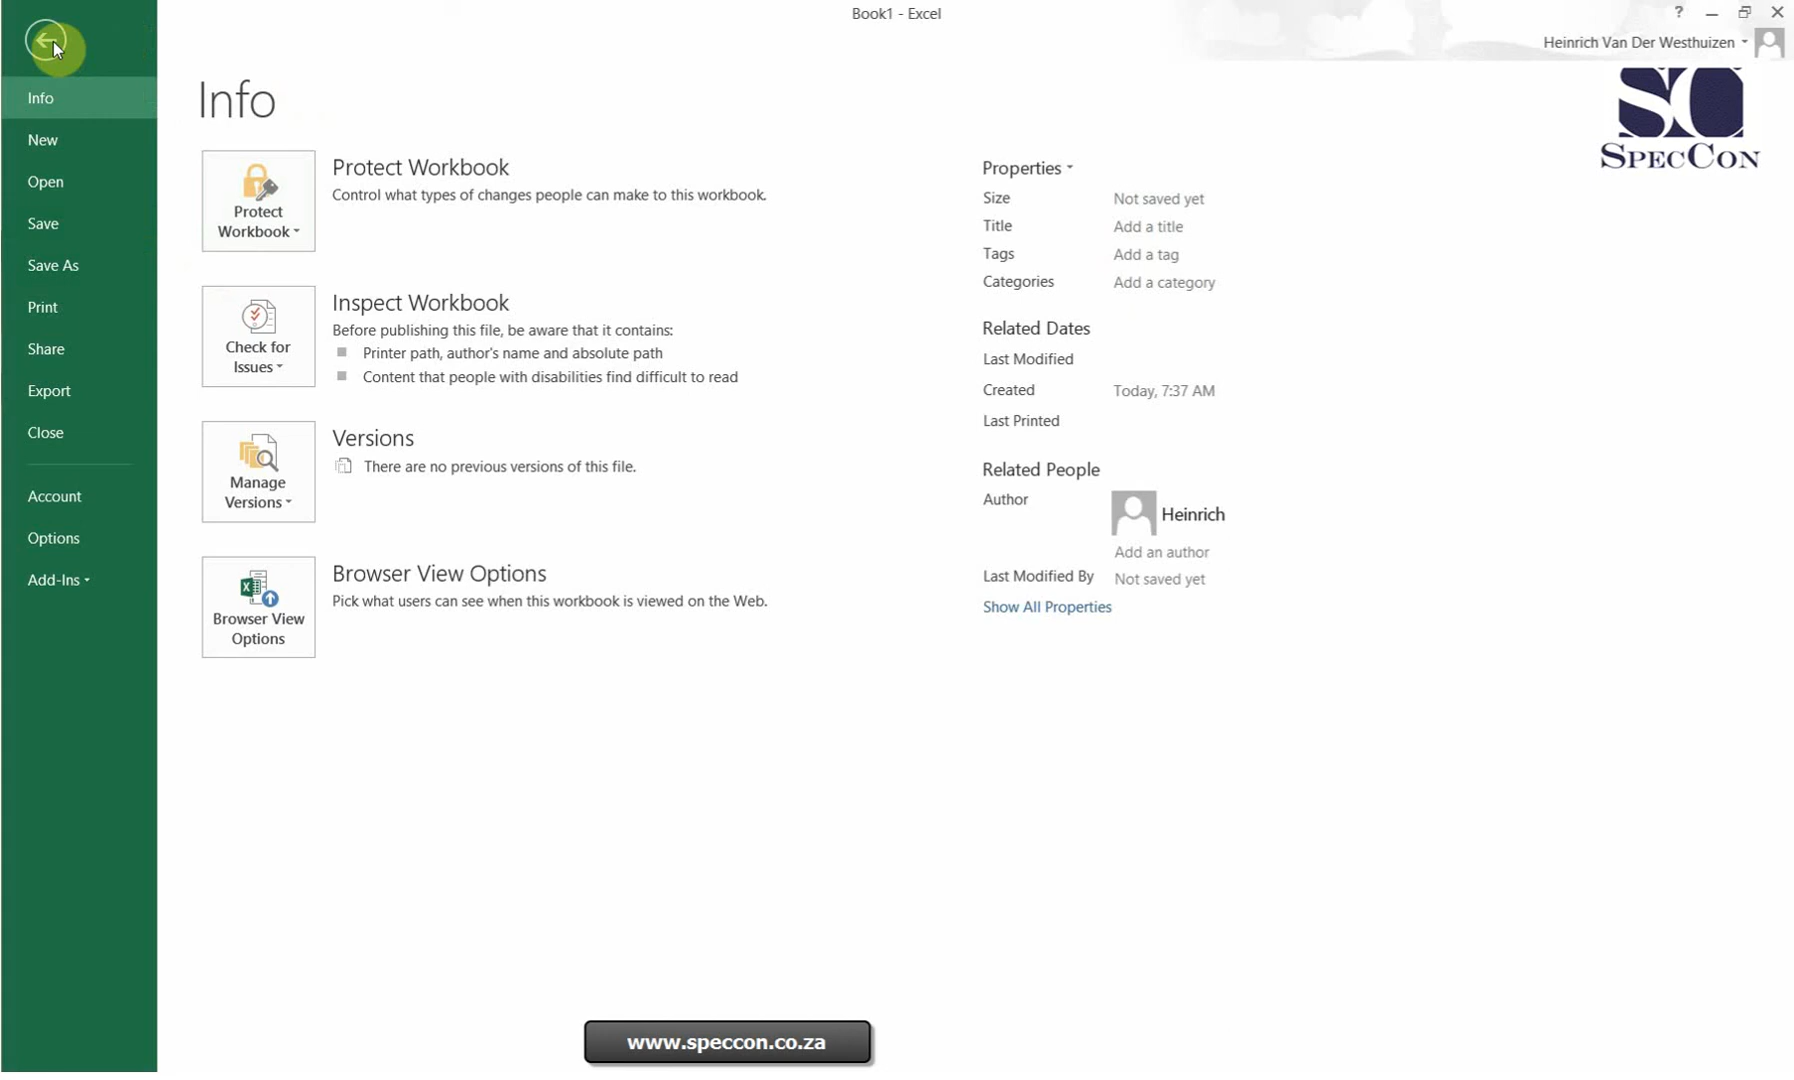 Book1 - Excel
?
Heinrich Van Der Westhuizen
SC
SPECCON
Info
New
Open
Save
Save As
Print
Share
Export
Close
Account
Options
Add-Ins
Info
Protect
Workbook
Protect Workbook
Control what types of changes people can make to this workbook.
Check for
Issues
Inspect Workbook
Before publishing this file, be aware that it contains:
Printer path, author's name and absolute path
Content that people with disabilities find difficult to read
Manage
Versions
Versions
There are no previous versions of this file.
Browser View
Options
Browser View Options
Pick what users can see when this workbook is viewed on the Web.
Properties
Size Not saved yet
Title Add a title
Tags Add a tag
Categories Add a category
Related Dates
Last Modified
Created Today, 7:37 AM
Last Printed
Related People
Author Heinrich
Add an author
Last Modified By Not saved yet
Show All Properties
www.speccon.co.za